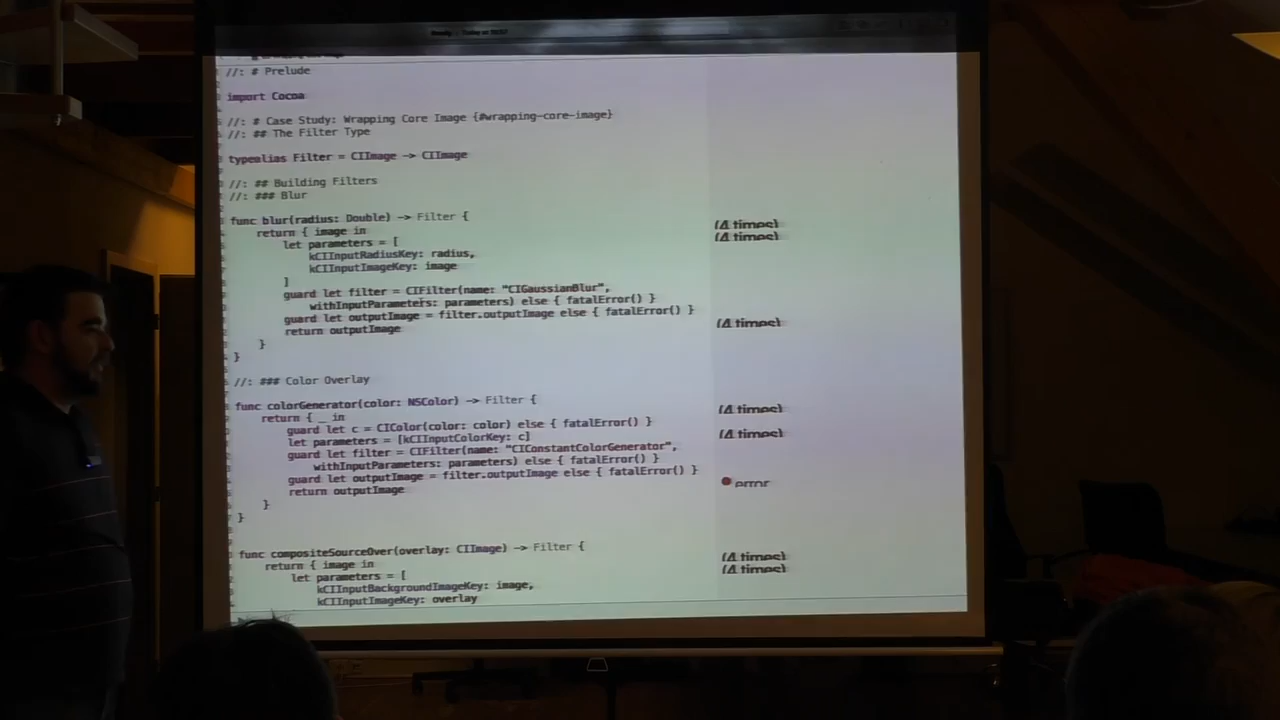 //: # Prelude
import Cocoa
//: # Case Study: Wrapping Core Image {#wrapping-core-image}
//: ## The Filter Type
typealias Filter = CIImage -> CIImage
//: ## Building Filters
//: ### Blur
func blur(radius: Double) -> Filter {
return { image in
let parameters = [
kCIInputRadiusKey: radius,
kCIInputImageKey: image
]
guard let filter = CIFilter(name: "CIGaussianBlur",
withInputParameters: parameters) else { fatalError() }
guard let outputImage = filter.outputImage else { fatalError() }
return outputImage
}
}
//: ### Color Overlay
func colorGenerator(color: NSColor) -> Filter {
return { _ in
guard let c = CIColor(color: color) else { fatalError() }
let parameters = [kCIInputColorKey: c]
guard let filter = CIFilter(name: "CIConstantColorGenerator",
withInputParameters: parameters) else { fatalError() }
guard let outputImage = filter.outputImage else { fatalError() }
return outputImage
}
}
func compositeSourceOver(overlay: CIImage) -> Filter {
return { image in
let parameters = [
kCIInputBackgroundImageKey: image,
kCIInputImageKey: overlay
(4 times)
(4 times)
(4 times)
(4 times)
(4 times)
error
(4 times)
(4 times)